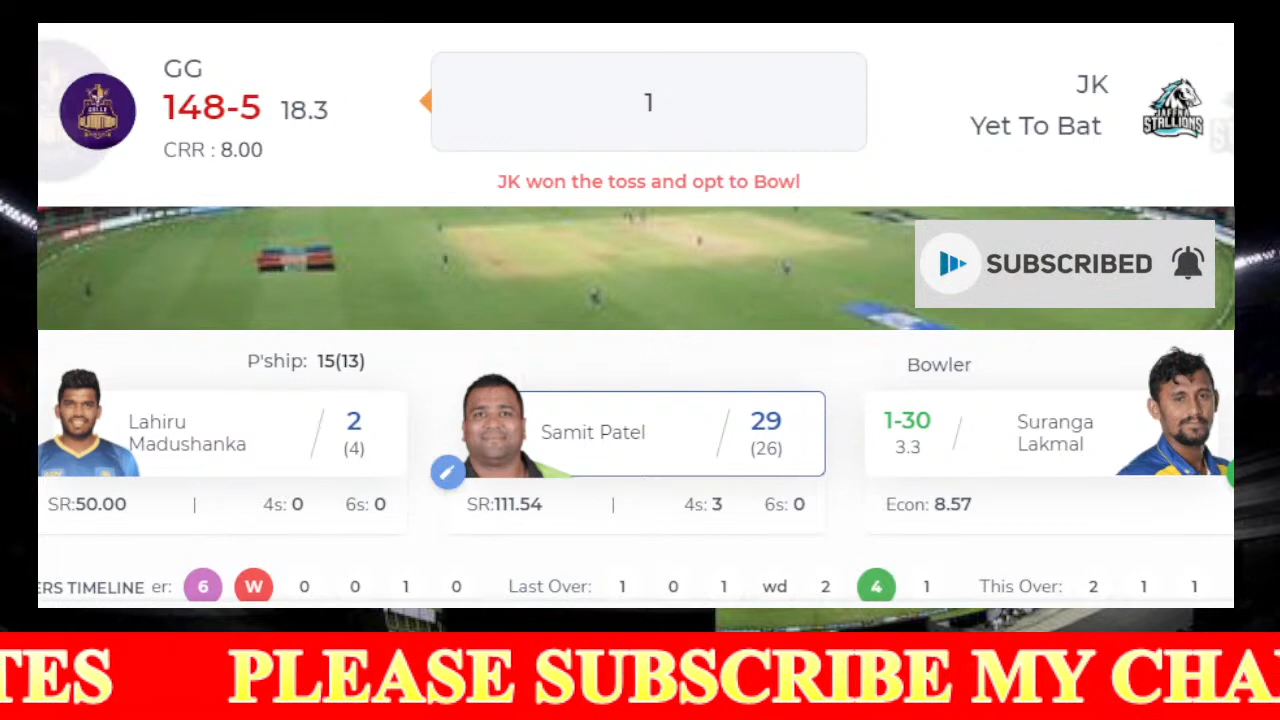 GG
148-5 18.3
CRR : 8.00
1
JK won the toss and opt to Bowl
JK
Yet To Bat
JAFFNA
STALLIONS
SUBSCRIBED
P'ship: 15(13)
Lahiru
Madushanka
2
(4)
SR:50.00 | 4s: 0 6s: 0
Samit Patel
29
(26)
SR:111.54 | 4s: 3 6s: 0
Bowler
1-30
3.3
Suranga
Lakmal
Econ: 8.57
ERS TIMELINE er: 6 W 0 0 1 0 Last Over: 1 0 1 wd 2 4 1 This Over: 2 1 1
TES PLEASE SUBSCRIBE MY CHA